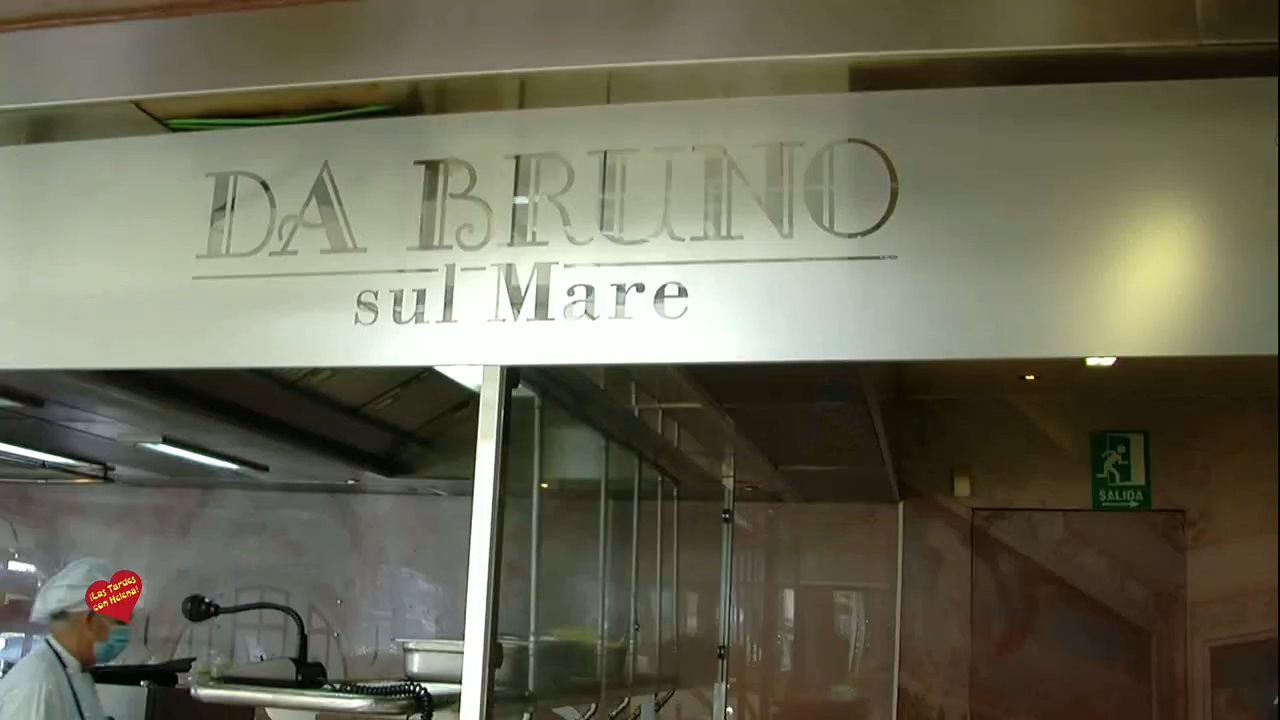 DA BRUNO
sul Mare
SALIDA
¡Las Tardes
con Helena!